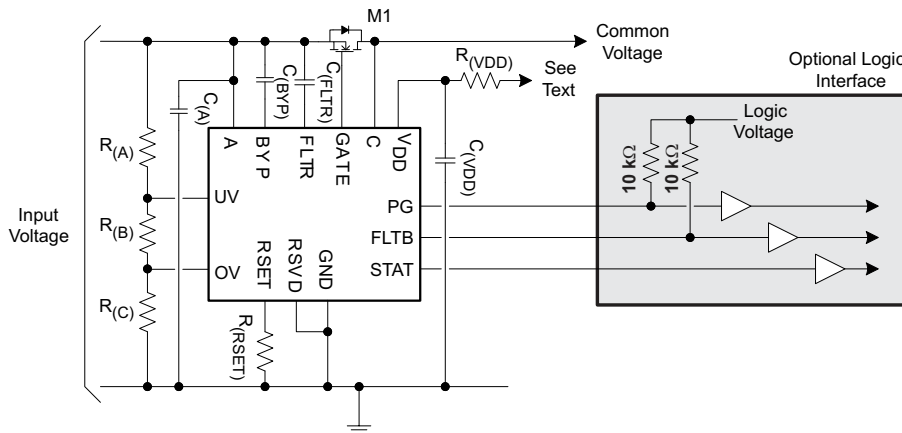 M1
Common
Voltage
R(VDD)
See
Text
Optional Logic
Interface
Logic
Voltage
10 kΩ
10 kΩ
C(A)
C(BYP)
C(FLTR)
C(VDD)
R(A)
R(B)
R(C)
Input
Voltage
A
BYP
FLTR
GATE
C
VDD
UV
OV
PG
FLTB
STAT
RSET
RSVD
GND
R(RSET)